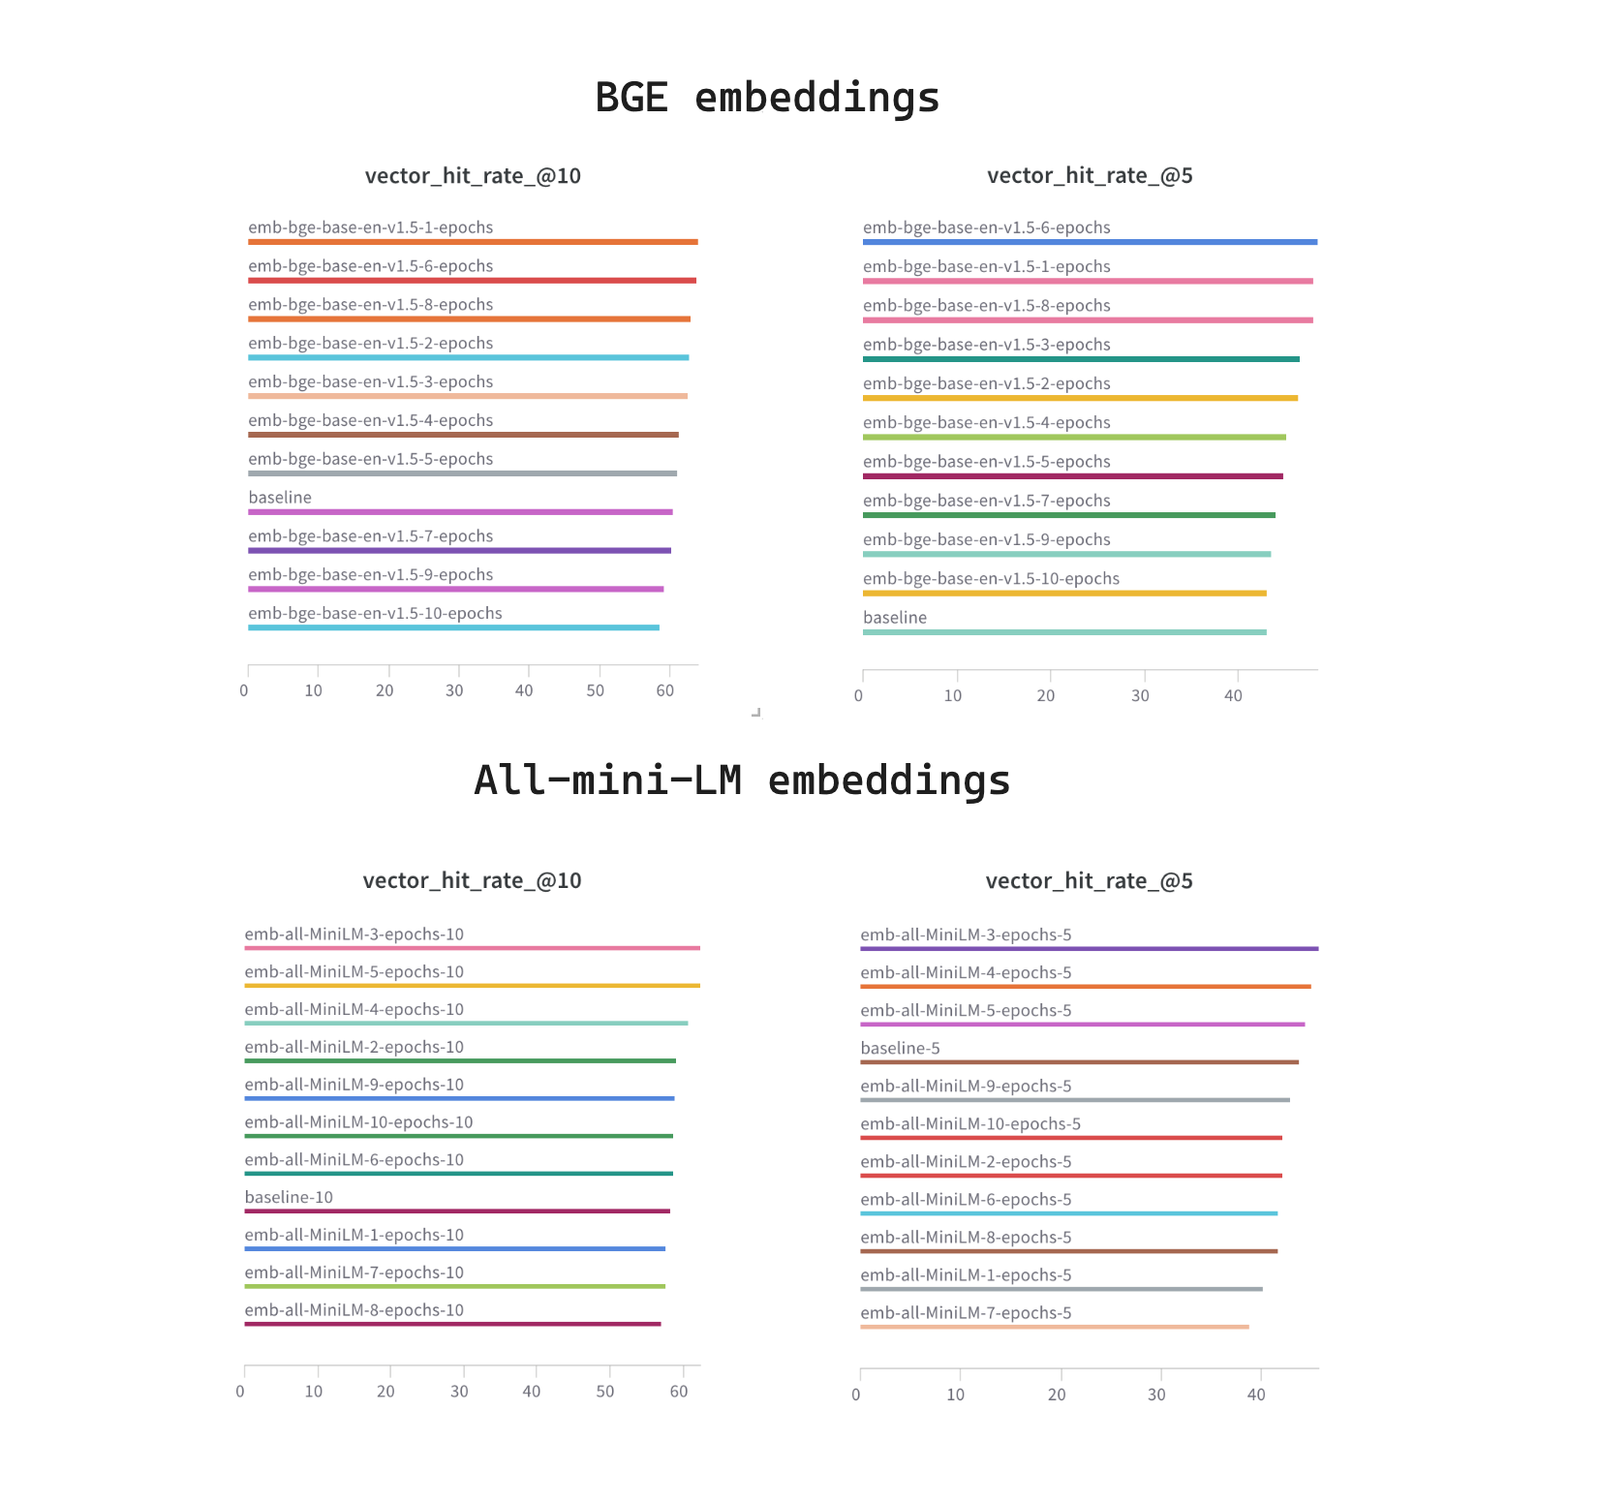 BGE embeddings
vector_hit_rate_@10
emb-bge-base-en-v1.5-1-epochs
emb-bge-base-en-v1.5-6-epochs
emb-bge-base-en-v1.5-8-epochs
emb-bge-base-en-v1.5-2-epochs
emb-bge-base-en-v1.5-3-epochs
emb-bge-base-en-v1.5-4-epochs
emb-bge-base-en-v1.5-5-epochs
baseline
emb-bge-base-en-v1.5-7-epochs
emb-bge-base-en-v1.5-9-epochs
emb-bge-base-en-v1.5-10-epochs
0 10 20 30 40 50 60
vector_hit_rate_@5
emb-bge-base-en-v1.5-6-epochs
emb-bge-base-en-v1.5-1-epochs
emb-bge-base-en-v1.5-8-epochs
emb-bge-base-en-v1.5-3-epochs
emb-bge-base-en-v1.5-2-epochs
emb-bge-base-en-v1.5-4-epochs
emb-bge-base-en-v1.5-5-epochs
emb-bge-base-en-v1.5-7-epochs
emb-bge-base-en-v1.5-9-epochs
emb-bge-base-en-v1.5-10-epochs
baseline
0 10 20 30 40
All-mini-LM embeddings
vector_hit_rate_@10
emb-all-MiniLM-3-epochs-10
emb-all-MiniLM-5-epochs-10
emb-all-MiniLM-4-epochs-10
emb-all-MiniLM-2-epochs-10
emb-all-MiniLM-9-epochs-10
emb-all-MiniLM-10-epochs-10
emb-all-MiniLM-6-epochs-10
baseline-10
emb-all-MiniLM-1-epochs-10
emb-all-MiniLM-7-epochs-10
emb-all-MiniLM-8-epochs-10
0 10 20 30 40 50 60
vector_hit_rate_@5
emb-all-MiniLM-3-epochs-5
emb-all-MiniLM-4-epochs-5
emb-all-MiniLM-5-epochs-5
baseline-5
emb-all-MiniLM-9-epochs-5
emb-all-MiniLM-10-epochs-5
emb-all-MiniLM-2-epochs-5
emb-all-MiniLM-6-epochs-5
emb-all-MiniLM-8-epochs-5
emb-all-MiniLM-1-epochs-5
emb-all-MiniLM-7-epochs-5
0 10 20 30 40